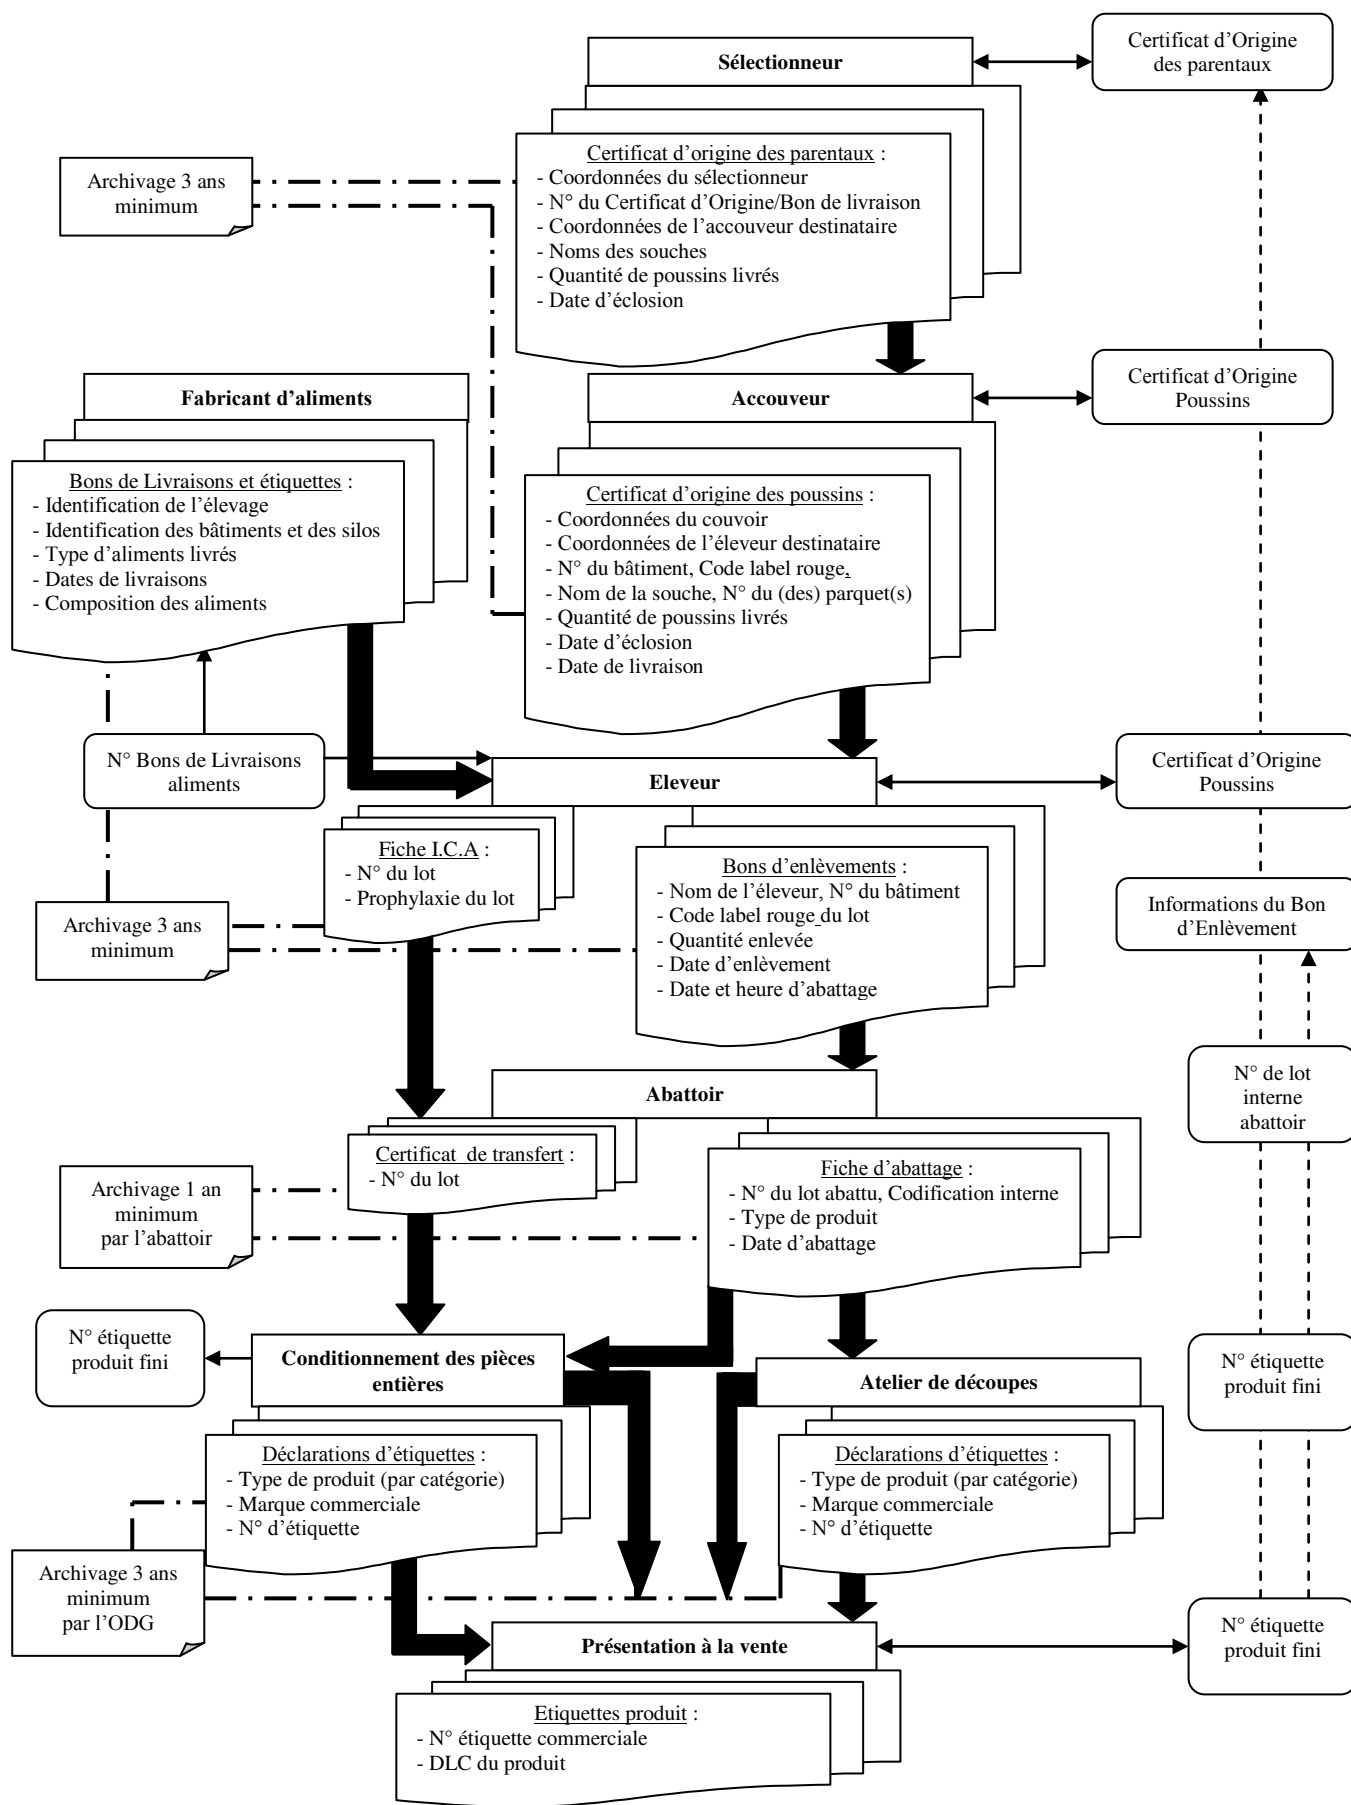 Sélectionneur
Certificat d'Origine
des parentaux
Certificat d'origine des parentaux :
- Coordonnées du sélectionneur
- N° du Certificat d'Origine/Bon de livraison
- Coordonnées de l'accouveur destinataire
- Noms des souches
- Quantité de poussins livrés
- Date d'éclosion
Archivage 3 ans
minimum
Fabricant d'aliments
Accouveur
Certificat d'Origine
Poussins
Bons de Livraisons et étiquettes :
- Identification de l'élevage
- Identification des bâtiments et des silos
- Type d'aliments livrés
- Dates de livraisons
- Composition des aliments
Certificat d'origine des poussins :
- Coordonnées du couvoir
- Coordonnées de l'éleveur destinataire
- N° du bâtiment, Code label rouge,
- Nom de la souche, N° du (des) parquet(s)
- Quantité de poussins livrés
- Date d'éclosion
- Date de livraison
N° Bons de Livraisons
aliments
Eleveur
Certificat d'Origine
Poussins
Fiche I.C.A :
- N° du lot
- Prophylaxie du lot
Bons d'enlèvements :
- Nom de l'éleveur, N° du bâtiment
- Code label rouge du lot
- Quantité enlevée
- Date d'enlèvement
- Date et heure d'abattage
Archivage 3 ans
minimum
Informations du Bon
d'Enlèvement
Abattoir
N° de lot
interne
abattoir
Certificat de transfert :
- N° du lot
Fiche d'abattage :
- N° du lot abattu, Codification interne
- Type de produit
- Date d'abattage
Archivage 1 an
minimum
par l'abattoir
N° étiquette
produit fini
Conditionnement des pièces
entières
Atelier de découpes
N° étiquette
produit fini
Déclarations d'étiquettes :
- Type de produit (par catégorie)
- Marque commerciale
- N° d'étiquette
Déclarations d'étiquettes :
- Type de produit (par catégorie)
- Marque commerciale
- N° d'étiquette
Archivage 3 ans
minimum
par l'ODG
Présentation à la vente
N° étiquette
produit fini
Etiquettes produit :
- N° étiquette commerciale
- DLC du produit